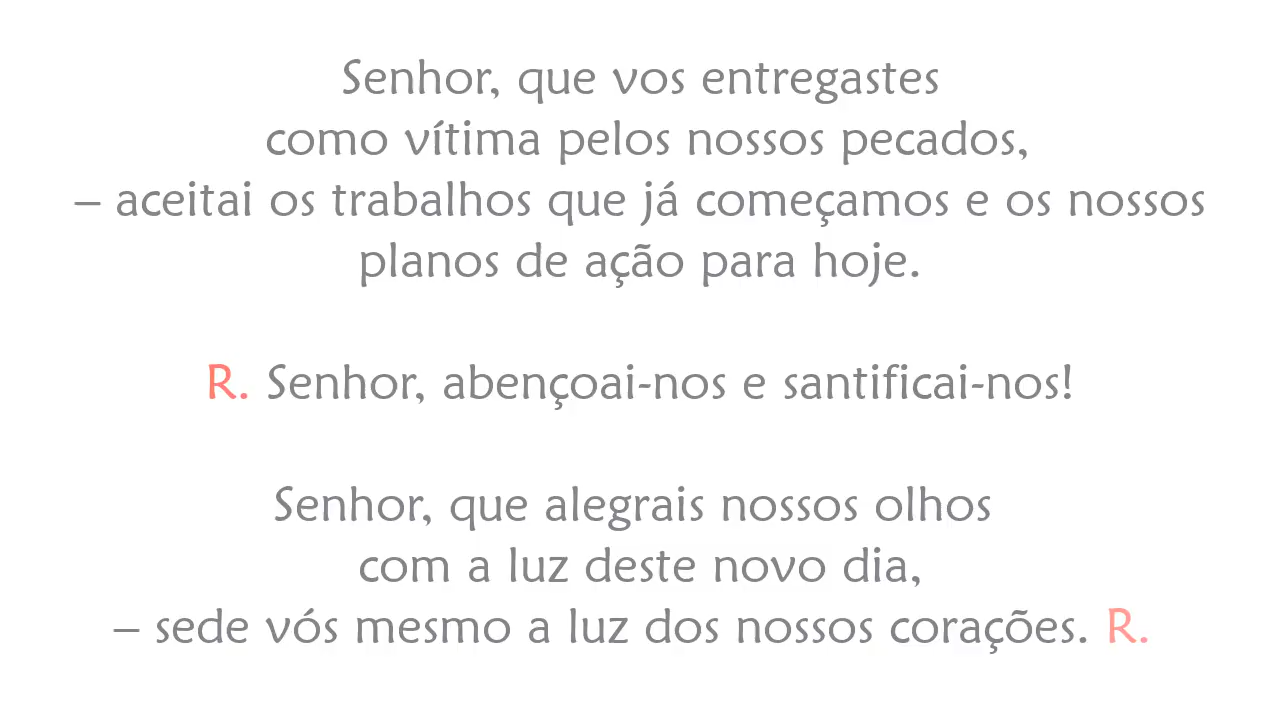 Senhor, que vos entregastes
como vítima pelos nossos pecados,
– aceitai os trabalhos que já começamos e os nossos
planos de ação para hoje.
R. Senhor, abençoai-nos e santificai-nos!
Senhor, que alegrais nossos olhos
com a luz deste novo dia,
– sede vós mesmo a luz dos nossos corações. R.